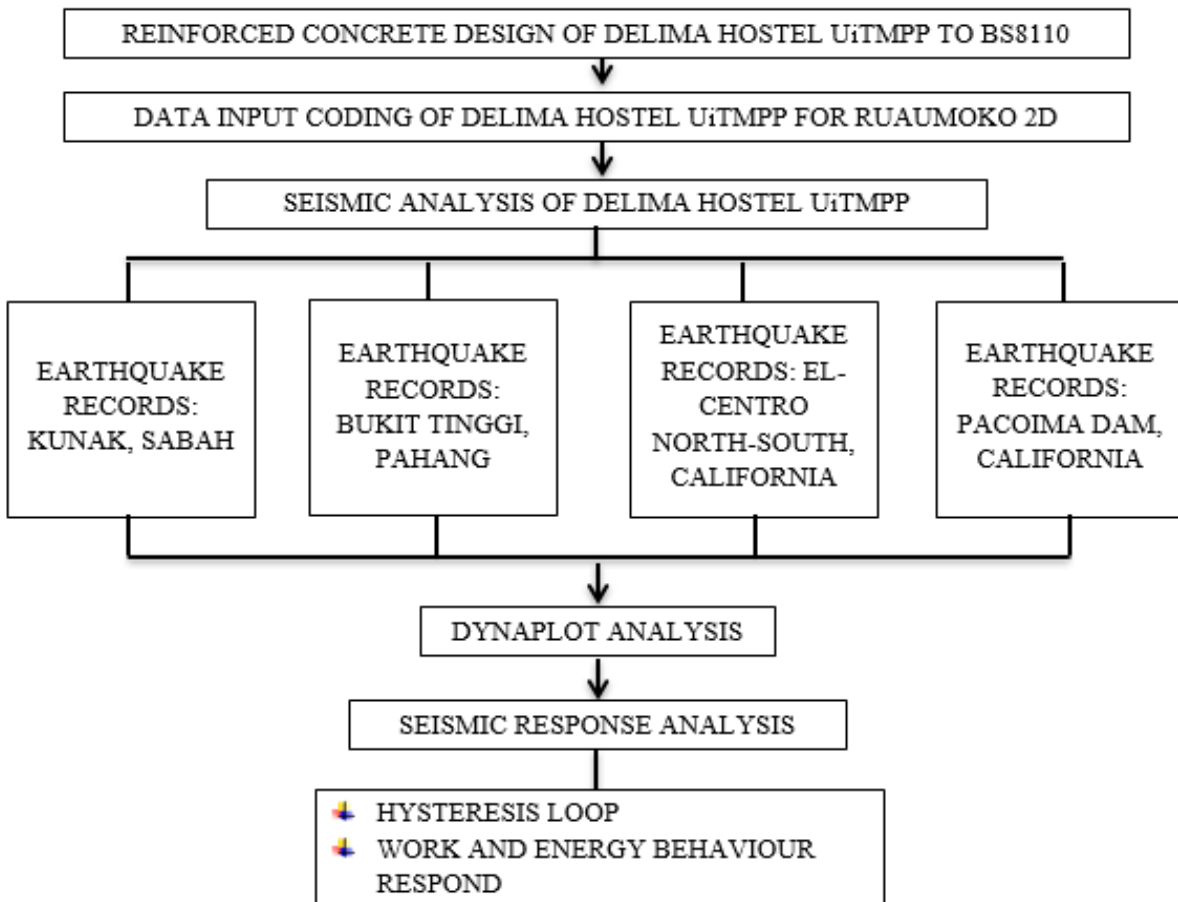 REINFORCED CONCRETE DESIGN OF DELIMA HOSTEL UiTMPP TO BS8110
DATA INPUT CODING OF DELIMA HOSTEL UiTMPP FOR RUAUMOKO 2D
SEISMIC ANALYSIS OF DELIMA HOSTEL UiTMPP
EARTHQUAKE
RECORDS:
KUNAK, SABAH
EARTHQUAKE
RECORDS:
BUKIT TINGGI,
PAHANG
EARTHQUAKE
RECORDS: EL-
CENTRO
NORTH-SOUTH,
CALIFORNIA
EARTHQUAKE
RECORDS:
PACOIMA DAM,
CALIFORNIA
DYNAPLOT ANALYSIS
SEISMIC RESPONSE ANALYSIS
HYSTERESIS LOOP
WORK AND ENERGY BEHAVIOUR
RESPOND